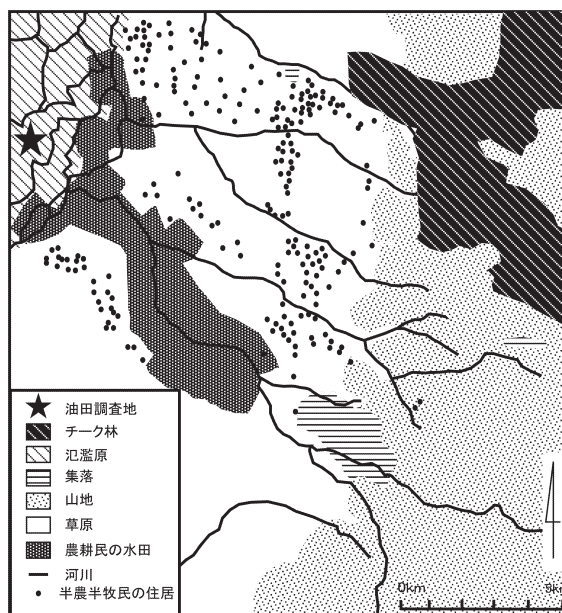 油田調査地
チーク林
氾濫原
集落
山地
草原
農耕民の水田
河川
半農半牧民の住居
0km
5km